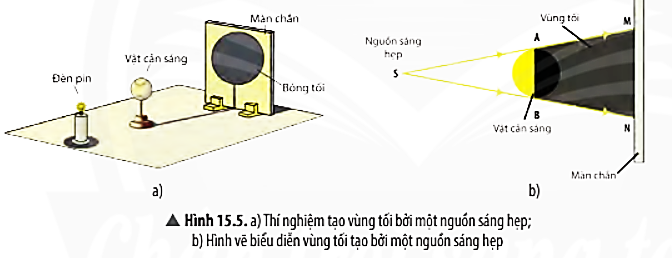 Màn chắn
Vật cản sáng
Đèn pin
Bóng tối
a)
Nguồn sáng
hẹp
S
A
B
Vùng tối
M
N
Vật cản sáng
Màn chắn
b)
▲ Hình 15.5. a) Thí nghiệm tạo vùng tối bởi một nguồn sáng hẹp;
b) Hình vẽ biểu diễn vùng tối tạo bởi một nguồn sáng hẹp